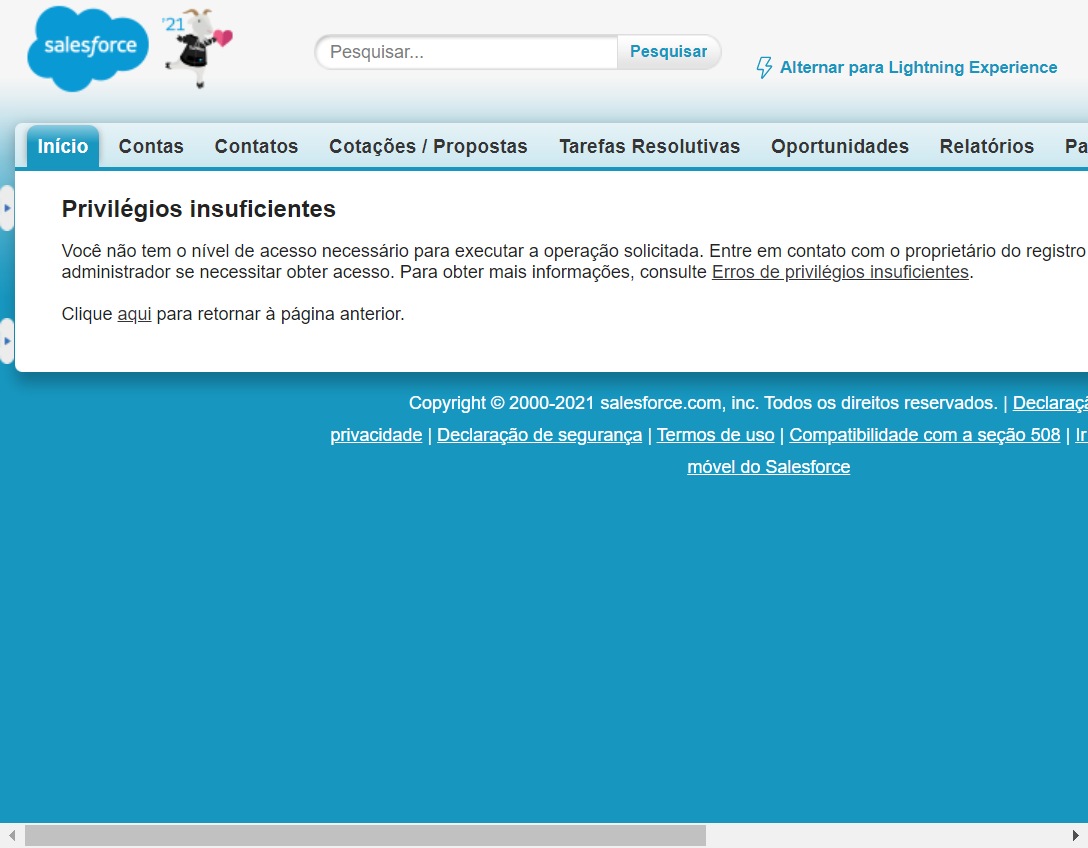 salesforce
'21
Pesquisar...
Pesquisar
Alternar para Lightning Experience
Início Contas Contatos Cotações / Propostas Tarefas Resolutivas Oportunidades Relatórios Pa
Privilégios insuficientes
Você não tem o nível de acesso necessário para executar a operação solicitada. Entre em contato com o proprietário do registro
administrador se necessitar obter acesso. Para obter mais informações, consulte Erros de privilégios insuficientes.
Clique aqui para retornar à página anterior.
Copyright © 2000-2021 salesforce.com, inc. Todos os direitos reservados. | Declaraçã
privacidade | Declaração de segurança | Termos de uso | Compatibilidade com a seção 508 | Ir
móvel do Salesforce